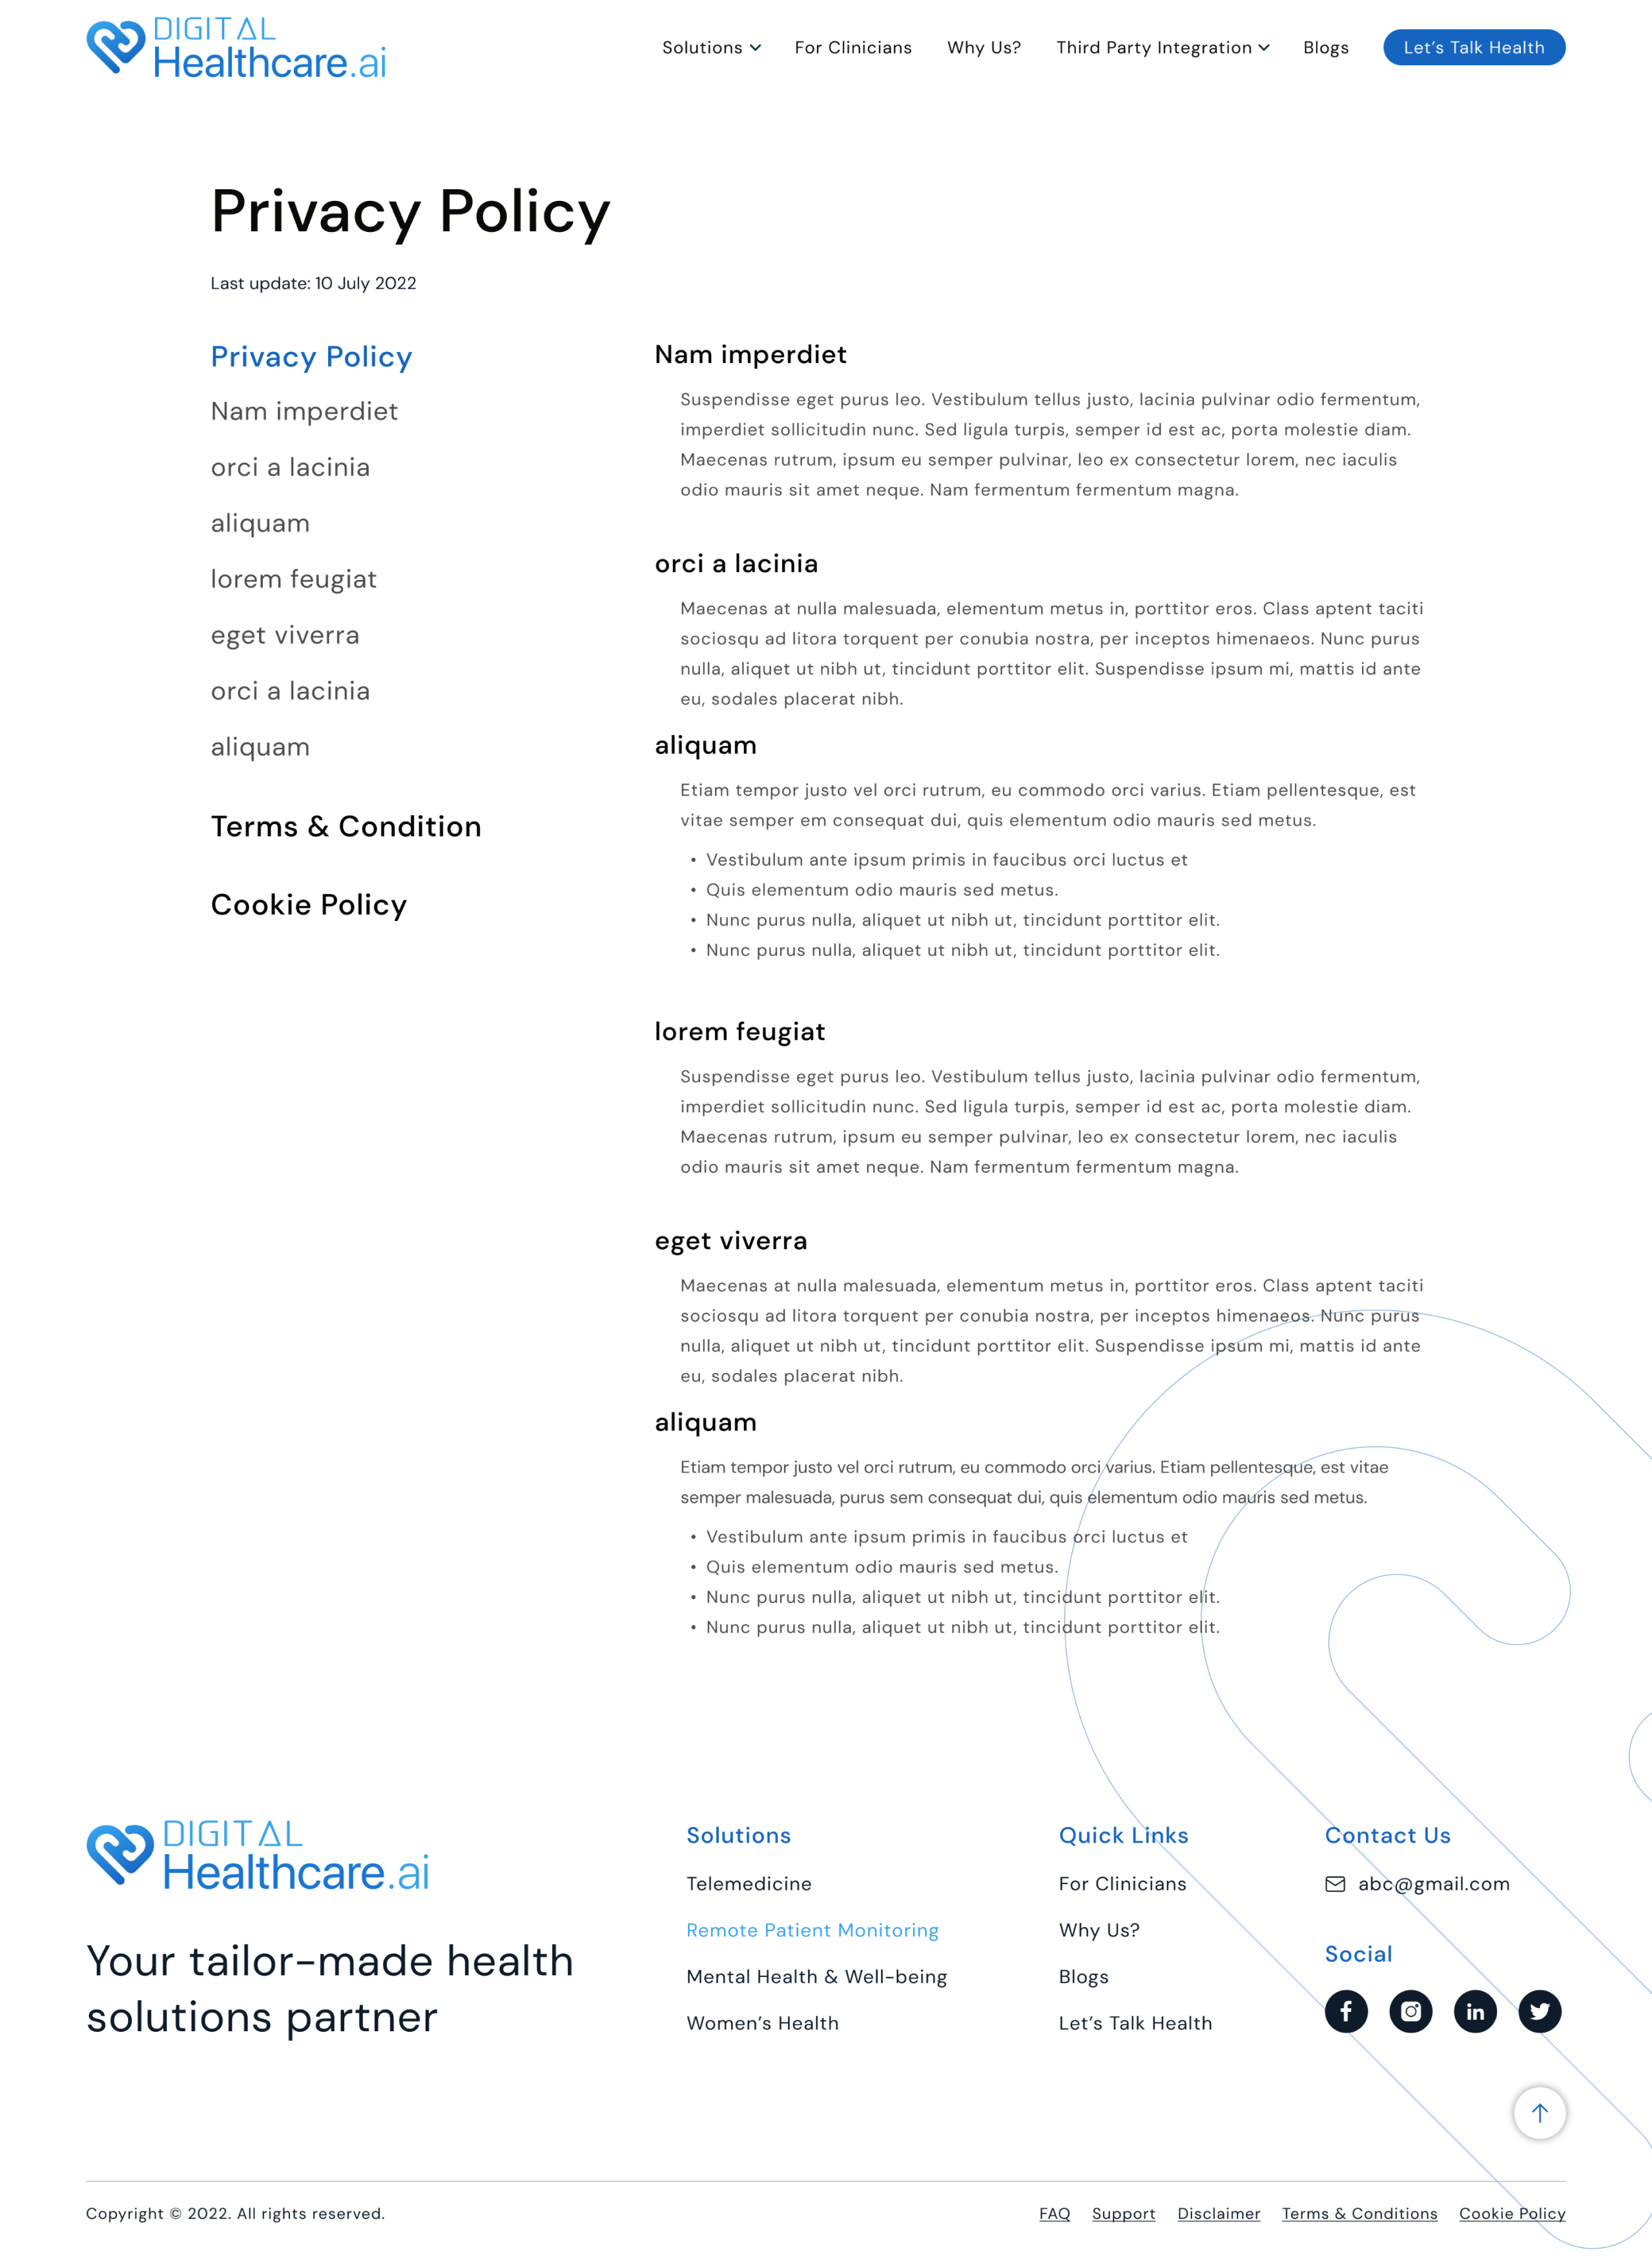 DIGITAL
Healthcare.ai
Solutions
For Clinicians
Why Us?
Third Party Integration
Blogs
Let's Talk Health
Privacy Policy
Last update: 10 July 2022
Privacy Policy
Nam imperdiet
orci a lacinia
aliquam
lorem feugiat
eget viverra
orci a lacinia
aliquam
Terms & Condition
Cookie Policy
Nam imperdiet
Suspendisse eget purus leo. Vestibulum tellus justo, lacinia pulvinar odio fermentum,
imperdiet sollicitudin nunc. Sed ligula turpis, semper id est ac, porta molestie diam.
Maecenas rutrum, ipsum eu semper pulvinar, leo ex consectetur lorem, nec iaculis
odio mauris sit amet neque. Nam fermentum fermentum magna.
orci a lacinia
Maecenas at nulla malesuada, elementum metus in, porttitor eros. Class aptent taciti
sociosqu ad litora torquent per conubia nostra, per inceptos himenaeos. Nunc purus
nulla, aliquet ut nibh ut, tincidunt porttitor elit. Suspendisse ipsum mi, mattis id ante
eu, sodales placerat nibh.
aliquam
Etiam tempor justo vel orci rutrum, eu commodo orci varius. Etiam pellentesque, est
vitae semper em consequat dui, quis elementum odio mauris sed metus.
• Vestibulum ante ipsum primis in faucibus orci luctus et
• Quis elementum odio mauris sed metus.
• Nunc purus nulla, aliquet ut nibh ut, tincidunt porttitor elit.
• Nunc purus nulla, aliquet ut nibh ut, tincidunt porttitor elit.
lorem feugiat
Suspendisse eget purus leo. Vestibulum tellus justo, lacinia pulvinar odio fermentum,
imperdiet sollicitudin nunc. Sed ligula turpis, semper id est ac, porta molestie diam.
Maecenas rutrum, ipsum eu semper pulvinar, leo ex consectetur lorem, nec iaculis
odio mauris sit amet neque. Nam fermentum fermentum magna.
eget viverra
Maecenas at nulla malesuada, elementum metus in, porttitor eros. Class aptent taciti
sociosqu ad litora torquent per conubia nostra, per inceptos himenaeos. Nunc purus
nulla, aliquet ut nibh ut, tincidunt porttitor elit. Suspendisse ipsum mi, mattis id ante
eu, sodales placerat nibh.
aliquam
Etiam tempor justo vel orci rutrum, eu commodo orci varius. Etiam pellentesque, est vitae
semper malesuada, purus sem consequat dui, quis elementum odio mauris sed metus.
• Vestibulum ante ipsum primis in faucibus orci luctus et
• Quis elementum odio mauris sed metus.
• Nunc purus nulla, aliquet ut nibh ut, tincidunt porttitor elit.
• Nunc purus nulla, aliquet ut nibh ut, tincidunt porttitor elit.
DIGITAL
Healthcare.ai
Your tailor-made health
solutions partner
Solutions
Telemedicine
Remote Patient Monitoring
Mental Health & Well-being
Women's Health
Quick Links
For Clinicians
Why Us?
Blogs
Let's Talk Health
Contact Us
abc@gmail.com
Social
Copyright © 2022. All rights reserved.
FAQ
Support
Disclaimer
Terms & Conditions
Cookie Policy